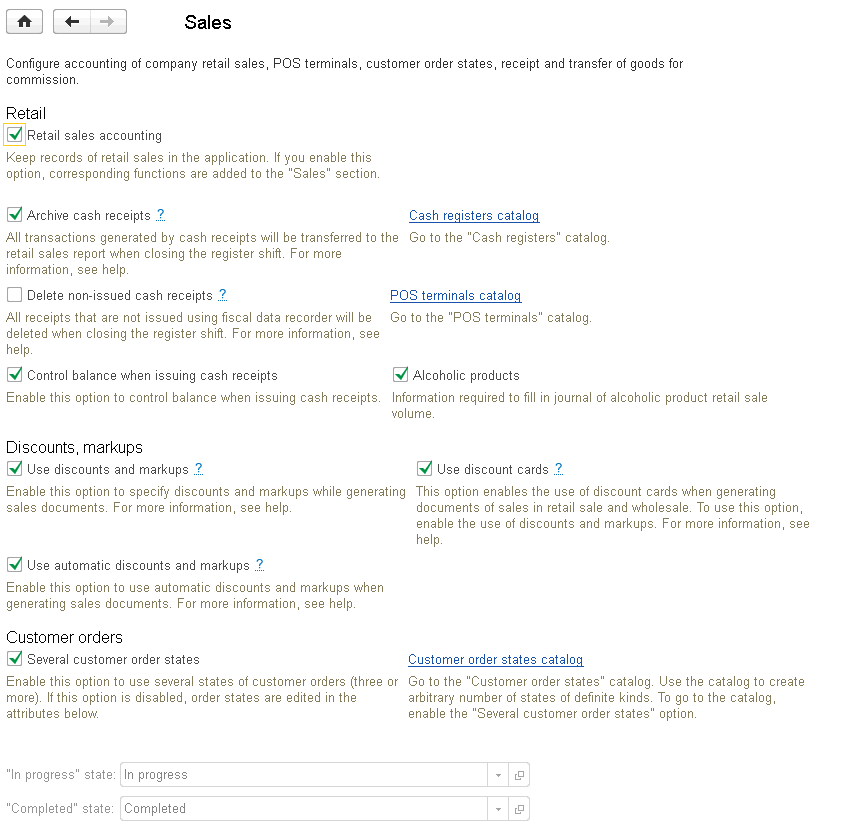 Sales
Configure accounting of company retail sales, POS terminals, customer order states, receipt and transfer of goods for
commission.
Retail
Retail sales accounting
Keep records of retail sales in the application. If you enable this
option, corresponding functions are added to the "Sales" section.
Archive cash receipts ?
All transactions generated by cash receipts will be transferred to the
retail sales report when closing the register shift. For more
information, see help.
Cash registers catalog
Go to the "Cash registers" catalog.
Delete non-issued cash receipts ?
All receipts that are not issued using fiscal data recorder will be
deleted when closing the register shift. For more information, see
help.
POS terminals catalog
Go to the "POS terminals" catalog.
Control balance when issuing cash receipts
Enable this option to control balance when issuing cash receipts.
Alcoholic products
Information required to fill in journal of alcoholic product retail sale
volume.
Discounts, markups
Use discounts and markups ?
Enable this option to specify discounts and markups while generating
sales documents. For more information, see help.
Use discount cards ?
This option enables the use of discount cards when generating
documents of sales in retail sale and wholesale. To use this option,
enable the use of discounts and markups. For more information, see
help.
Use automatic discounts and markups ?
Enable this option to use automatic discounts and markups when
generating sales documents. For more information, see help.
Customer orders
Several customer order states
Enable this option to use several states of customer orders (three or
more). If this option is disabled, order states are edited in the
attributes below.
Customer order states catalog
Go to the "Customer order states" catalog. Use the catalog to create
arbitrary number of states of definite kinds. To go to the catalog,
enable the "Several customer order states" option.
"In progress" state: In progress
"Completed" state: Completed